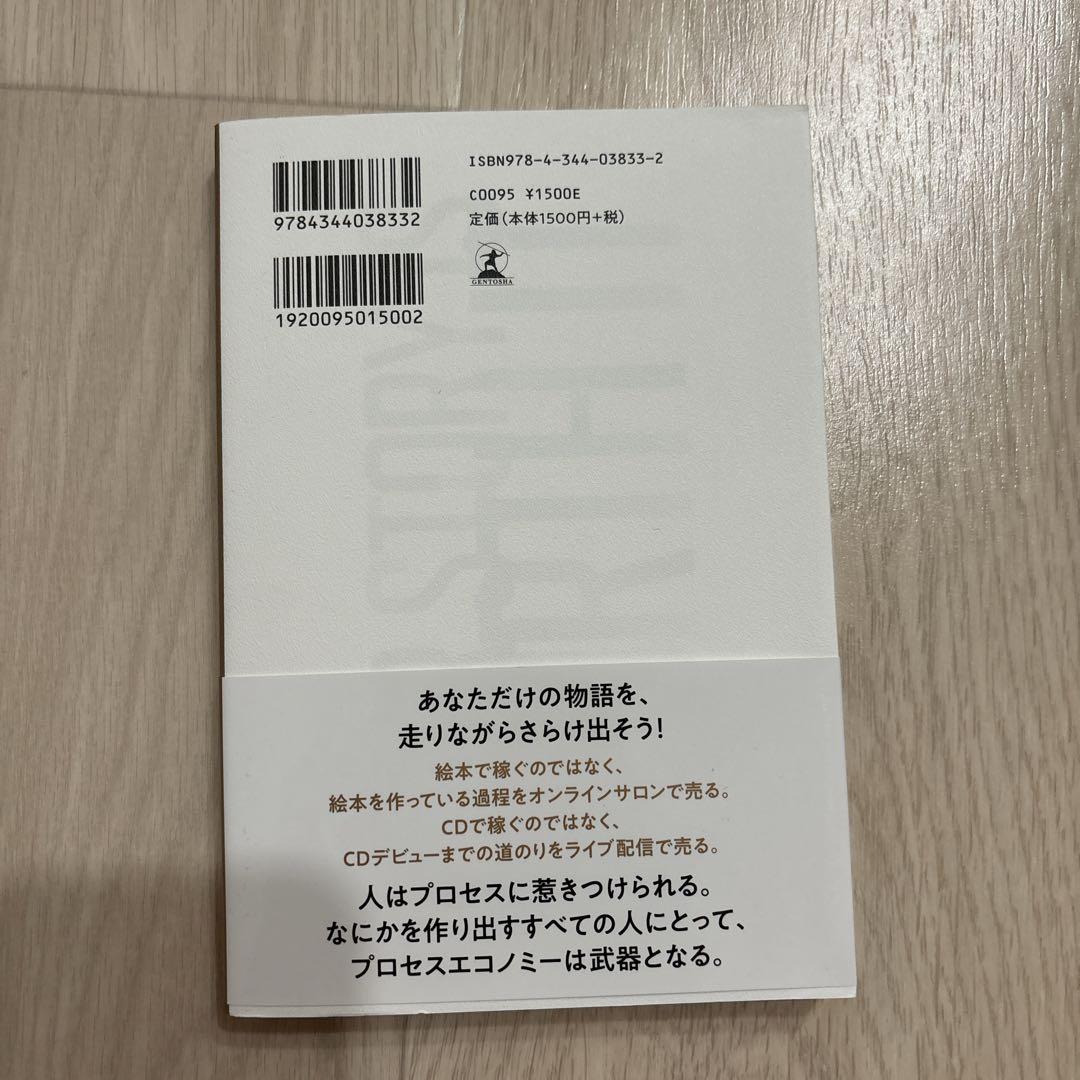 ISBN978-4-344-03833-2
C0095 ¥1500E
定価(本体1500円+税)
GENTOSHA
9784344038332
1920095015002
あなただけの物語を、
走りながらさらけ出そう!
絵本で稼ぐのではなく、
絵本を作っている過程をオンラインサロンで売る。
CDで稼ぐのではなく、
CDデビューまでの道のりをライブ配信で売る。
人はプロセスに惹きつけられる。
なにかを作り出すすべての人にとって、
プロセスエコノミーは武器となる。